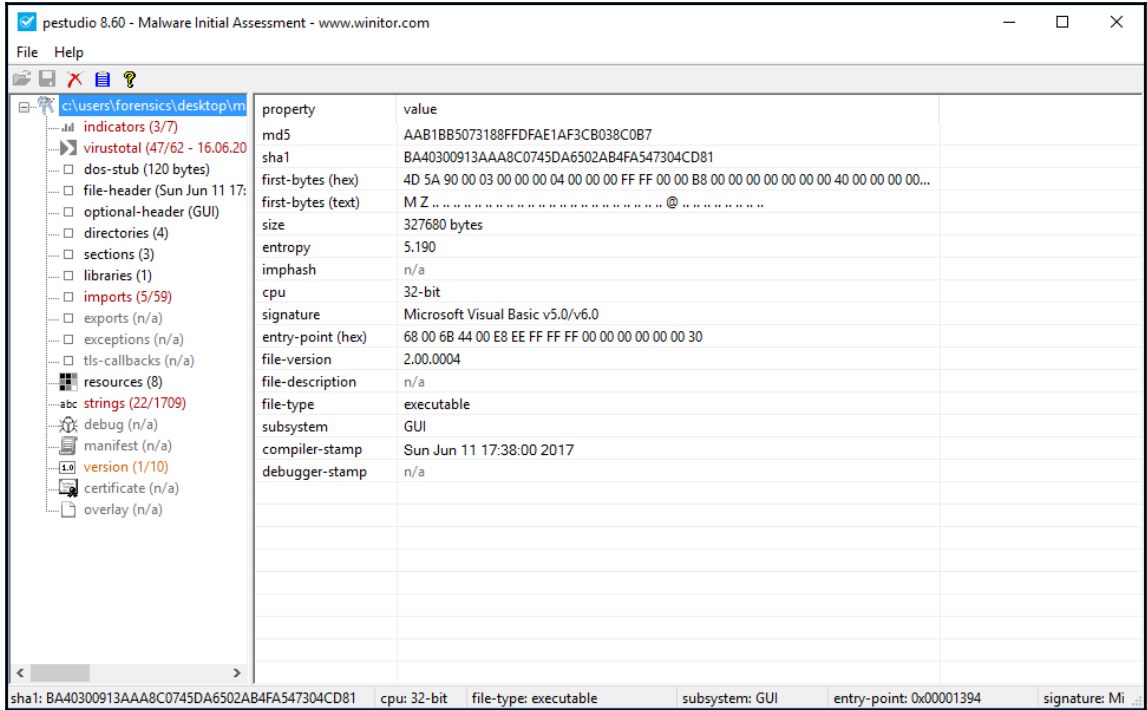 pestudio 8.60 - Malware Initial Assessment - www.winitor.com
File Help
c:\users\forensics\desktop\m
indicators (3/7)
virustotal (47/62 - 16.06.20
dos-stub (120 bytes)
file-header (Sun Jun 11 17:
optional-header (GUI)
directories (4)
sections (3)
libraries (1)
imports (5/59)
exports (n/a)
exceptions (n/a)
tls-callbacks (n/a)
resources (8)
abc strings (22/1709)
debug (n/a)
manifest (n/a)
1.0 version (1/10)
certificate (n/a)
overlay (n/a)
property value
md5 AAB1BB5073188FFDFAE1AF3CB038C0B7
sha1 BA40300913AAA8C0745DA6502AB4FA547304CD81
first-bytes (hex) 4D 5A 90 00 03 00 00 00 04 00 00 00 FF FF 00 00 B8 00 00 00 00 00 00 00 40 00 00 00 00...
first-bytes (text) M Z .. .. .. .. .. .. .. .. .. .. .. .. .. .. .. .. .. .. .. .. .. .. @ .. .. .. .. .. .. .. ..
size 327680 bytes
entropy 5.190
imphash n/a
cpu 32-bit
signature Microsoft Visual Basic v5.0/v6.0
entry-point (hex) 68 00 6B 44 00 E8 EE FF FF FF 00 00 00 00 00 00 30
file-version 2.00.0004
file-description n/a
file-type executable
subsystem GUI
compiler-stamp Sun Jun 11 17:38:00 2017
debugger-stamp n/a
sha1: BA40300913AAA8C0745DA6502AB4FA547304CD81 cpu: 32-bit file-type: executable subsystem: GUI entry-point: 0x00001394 signature: Mi